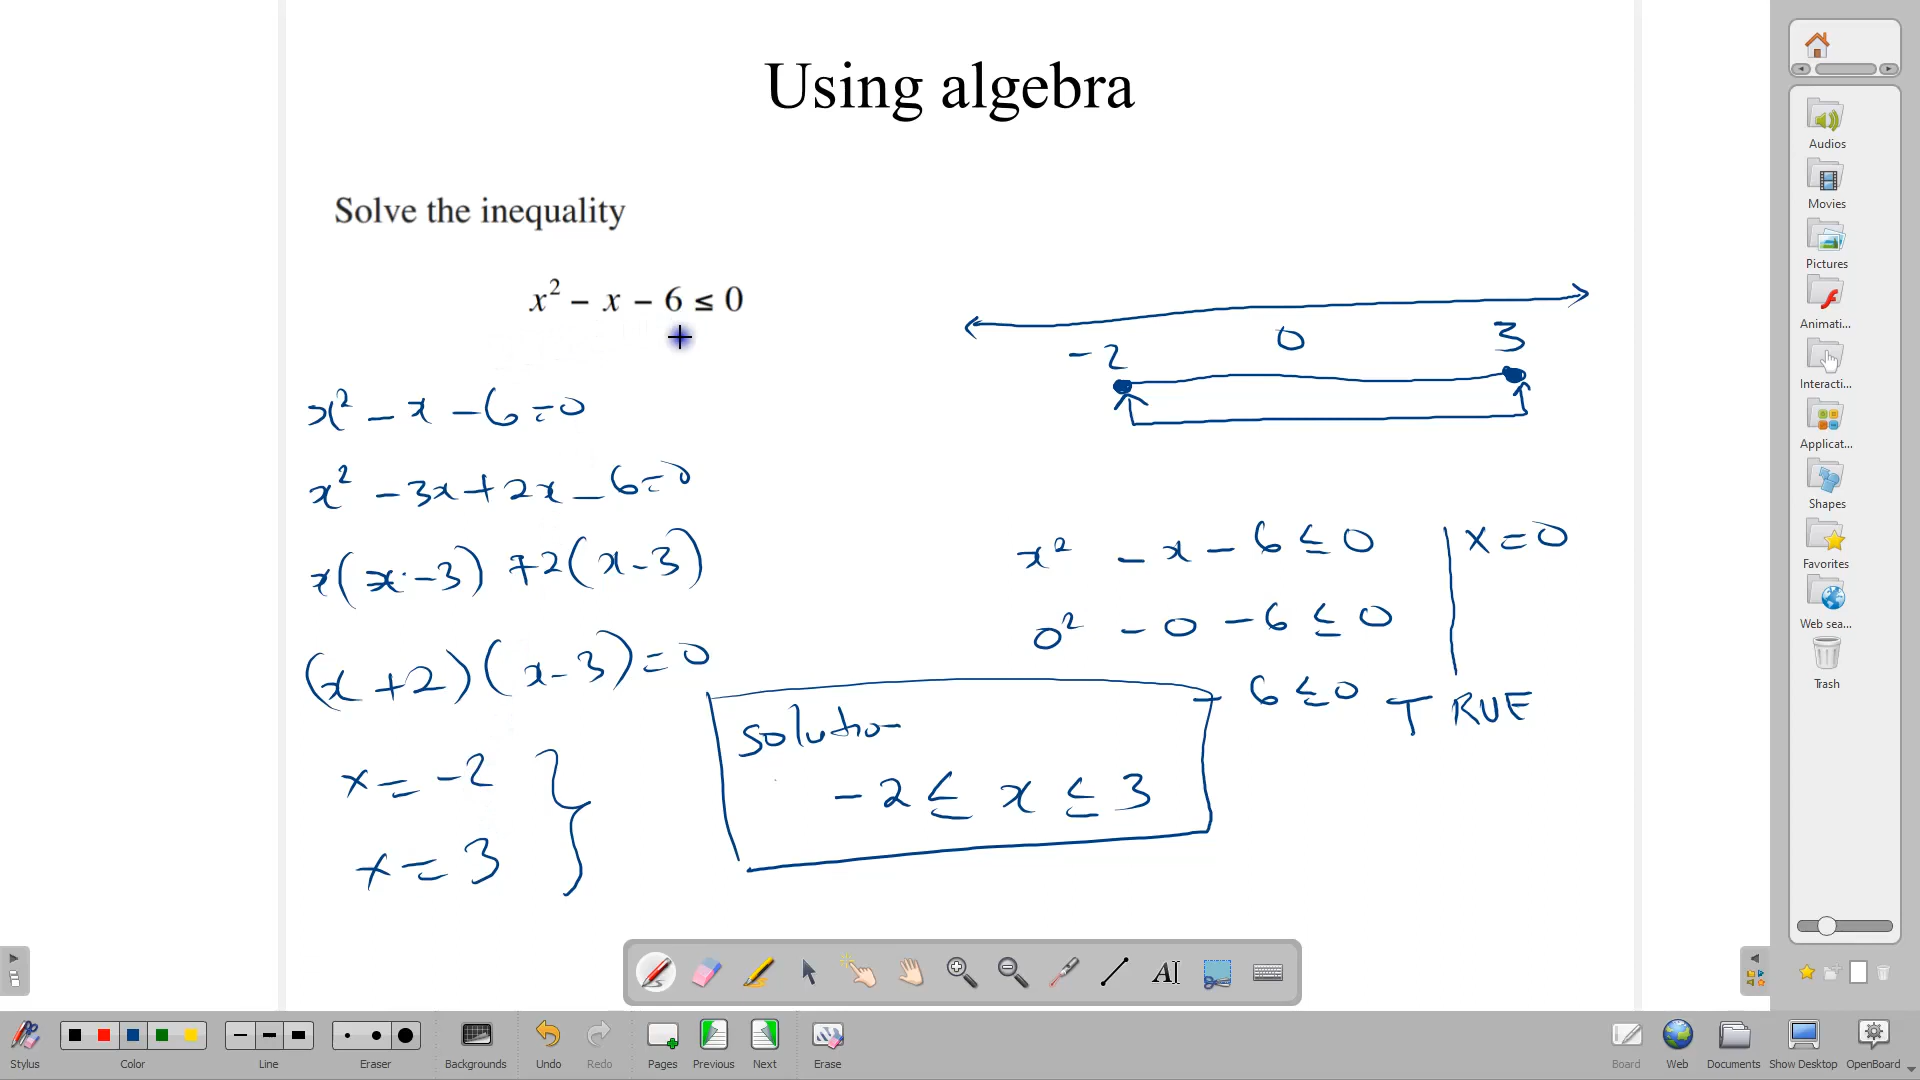 Using algebra
Solve the inequality
x² − x − 6 ≤ 0
x² - x - 6 = 0
x² - 3x + 2x - 6 = 0
x(x - 3) + 2(x - 3)
(x + 2)(x - 3) = 0
x = -2
x = 3
-2 0 3
x² - x - 6 ≤ 0 | x = 0
0² - 0 - 6 ≤ 0
- 6 ≤ 0 TRUE
solution
-2 ≤ x ≤ 3
Audios
Movies
Pictures
Animati...
Interacti...
Applicat...
Shapes
Favorites
Web sea...
Trash
AI
Stylus Color Line Eraser Backgrounds Undo Redo Pages Previous Next Erase Board Web Documents Show Desktop OpenBoard